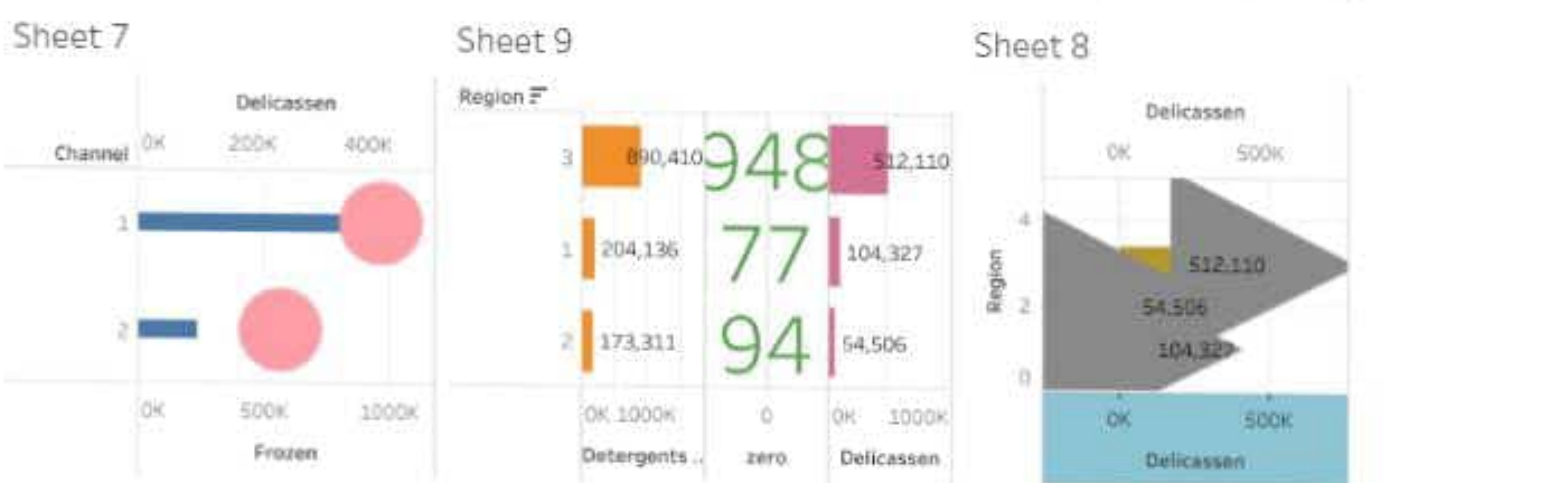 Sheet 7
Delicassen
Channel 0K 200K 400K
1
2
0K 500K 1000K
Frozen
Sheet 9
Region
3 890,410 948 512,110
1 204,136 77 104,327
2 173,311 94 54,506
0K 1000K 0 0K 1000K
Detergents .. zero Delicassen
Sheet 8
Delicassen
0K 500K
Region
4
512,110
54,506
2
104,327
0
0K 500K
Delicassen